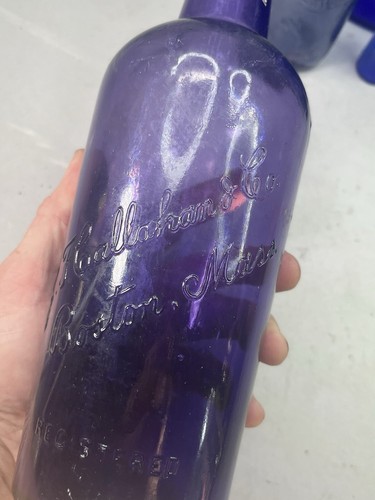 Callahan & Co.
Boston, Mass.
REGISTERED